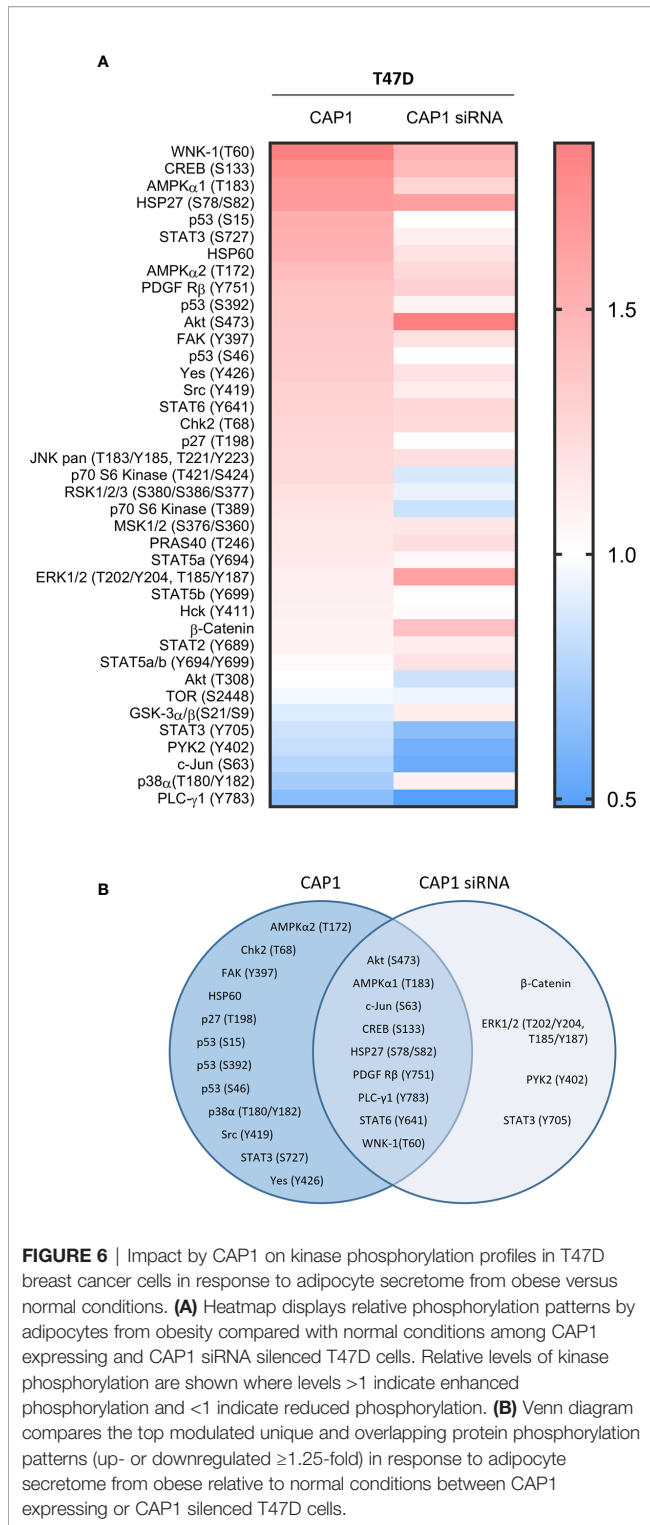 A
T47D
CAP1 CAP1 siRNA
WNK-1(T60)
CREB (S133)
AMPKα1 (T183)
HSP27 (S78/S82)
p53 (S15)
STAT3 (S727)
HSP60
AMPKα2 (T172)
PDGF Rβ (Y751)
p53 (S392)
Akt (S473)
FAK (Y397)
p53 (S46)
Yes (Y426)
Src (Y419)
STAT6 (Y641)
Chk2 (T68)
p27 (T198)
JNK pan (T183/Y185, T221/Y223)
p70 S6 Kinase (T421/S424)
RSK1/2/3 (S380/S386/S377)
p70 S6 Kinase (T389)
MSK1/2 (S376/S360)
PRAS40 (T246)
STAT5a (Y694)
ERK1/2 (T202/Y204, T185/Y187)
STAT5b (Y699)
Hck (Y411)
β-Catenin
STAT2 (Y689)
STAT5a/b (Y694/Y699)
Akt (T308)
TOR (S2448)
GSK-3α/β(S21/S9)
STAT3 (Y705)
PYK2 (Y402)
c-Jun (S63)
p38α(T180/Y182)
PLC-γ1 (Y783)
1.5
1.0
0.5
B
CAP1 CAP1 siRNA
AMPKα2 (T172)
Chk2 (T68)
FAK (Y397)
HSP60
p27 (T198)
p53 (S15)
p53 (S392)
p53 (S46)
p38α (T180/Y182)
Src (Y419)
STAT3 (S727)
Yes (Y426)
Akt (S473)
AMPKα1 (T183)
c-Jun (S63)
CREB (S133)
HSP27 (S78/S82)
PDGF Rβ (Y751)
PLC-γ1 (Y783)
STAT6 (Y641)
WNK-1(T60)
β-Catenin
ERK1/2 (T202/Y204,
T185/Y187)
PYK2 (Y402)
STAT3 (Y705)
FIGURE 6 | Impact by CAP1 on kinase phosphorylation profiles in T47D
breast cancer cells in response to adipocyte secretome from obese versus
normal conditions. (A) Heatmap displays relative phosphorylation patterns by
adipocytes from obesity compared with normal conditions among CAP1
expressing and CAP1 siRNA silenced T47D cells. Relative levels of kinase
phosphorylation are shown where levels >1 indicate enhanced
phosphorylation and <1 indicate reduced phosphorylation. (B) Venn diagram
compares the top modulated unique and overlapping protein phosphorylation
patterns (up- or downregulated ≥1.25-fold) in response to adipocyte
secretome from obese relative to normal conditions between CAP1
expressing or CAP1 silenced T47D cells.